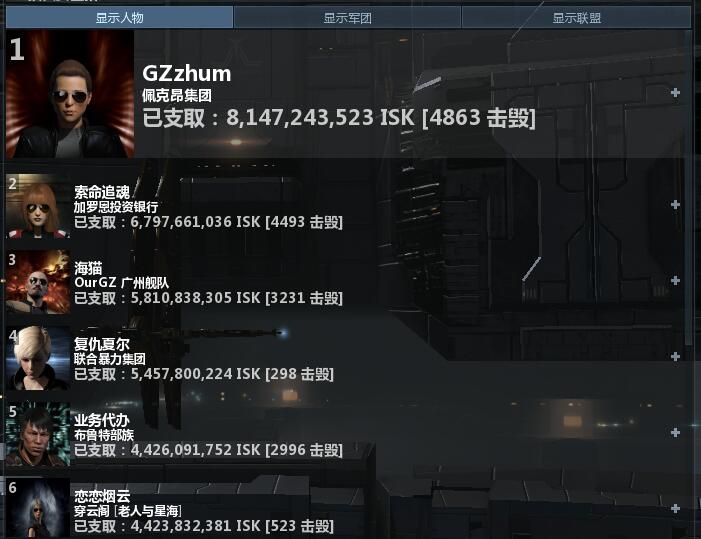 显示人物
显示军团
显示联盟
1
GZzhum
佩克昂集团
已支取：8,147,243,523 ISK [4863 击毁]
2
索命追魂
加罗恩投资银行
已支取：6,797,661,036 ISK [4493 击毁]
3
海猫
OurGZ 广州舰队
已支取：5,810,838,305 ISK [3231 击毁]
4
复仇夏尔
联合暴力集团
已支取：5,457,800,224 ISK [298 击毁]
5
业务代办
布鲁特部族
已支取：4,426,091,752 ISK [2996 击毁]
6
恋恋烟云
穿云阁 [老人与星海]
已支取：4,423,832,381 ISK [523 击毁]